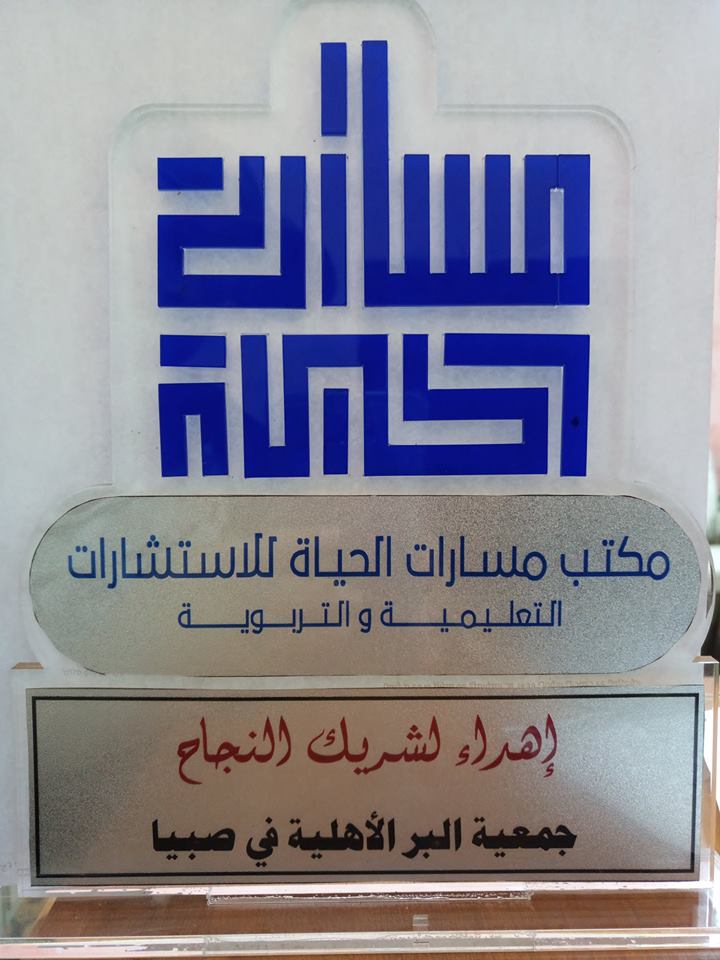 مسارات
الحياة
مكتب مسارات الحياة للاستشارات
التعليمية و التربوية
إهداء لشريك النجاح
جمعية البر الأهلية في صبيا